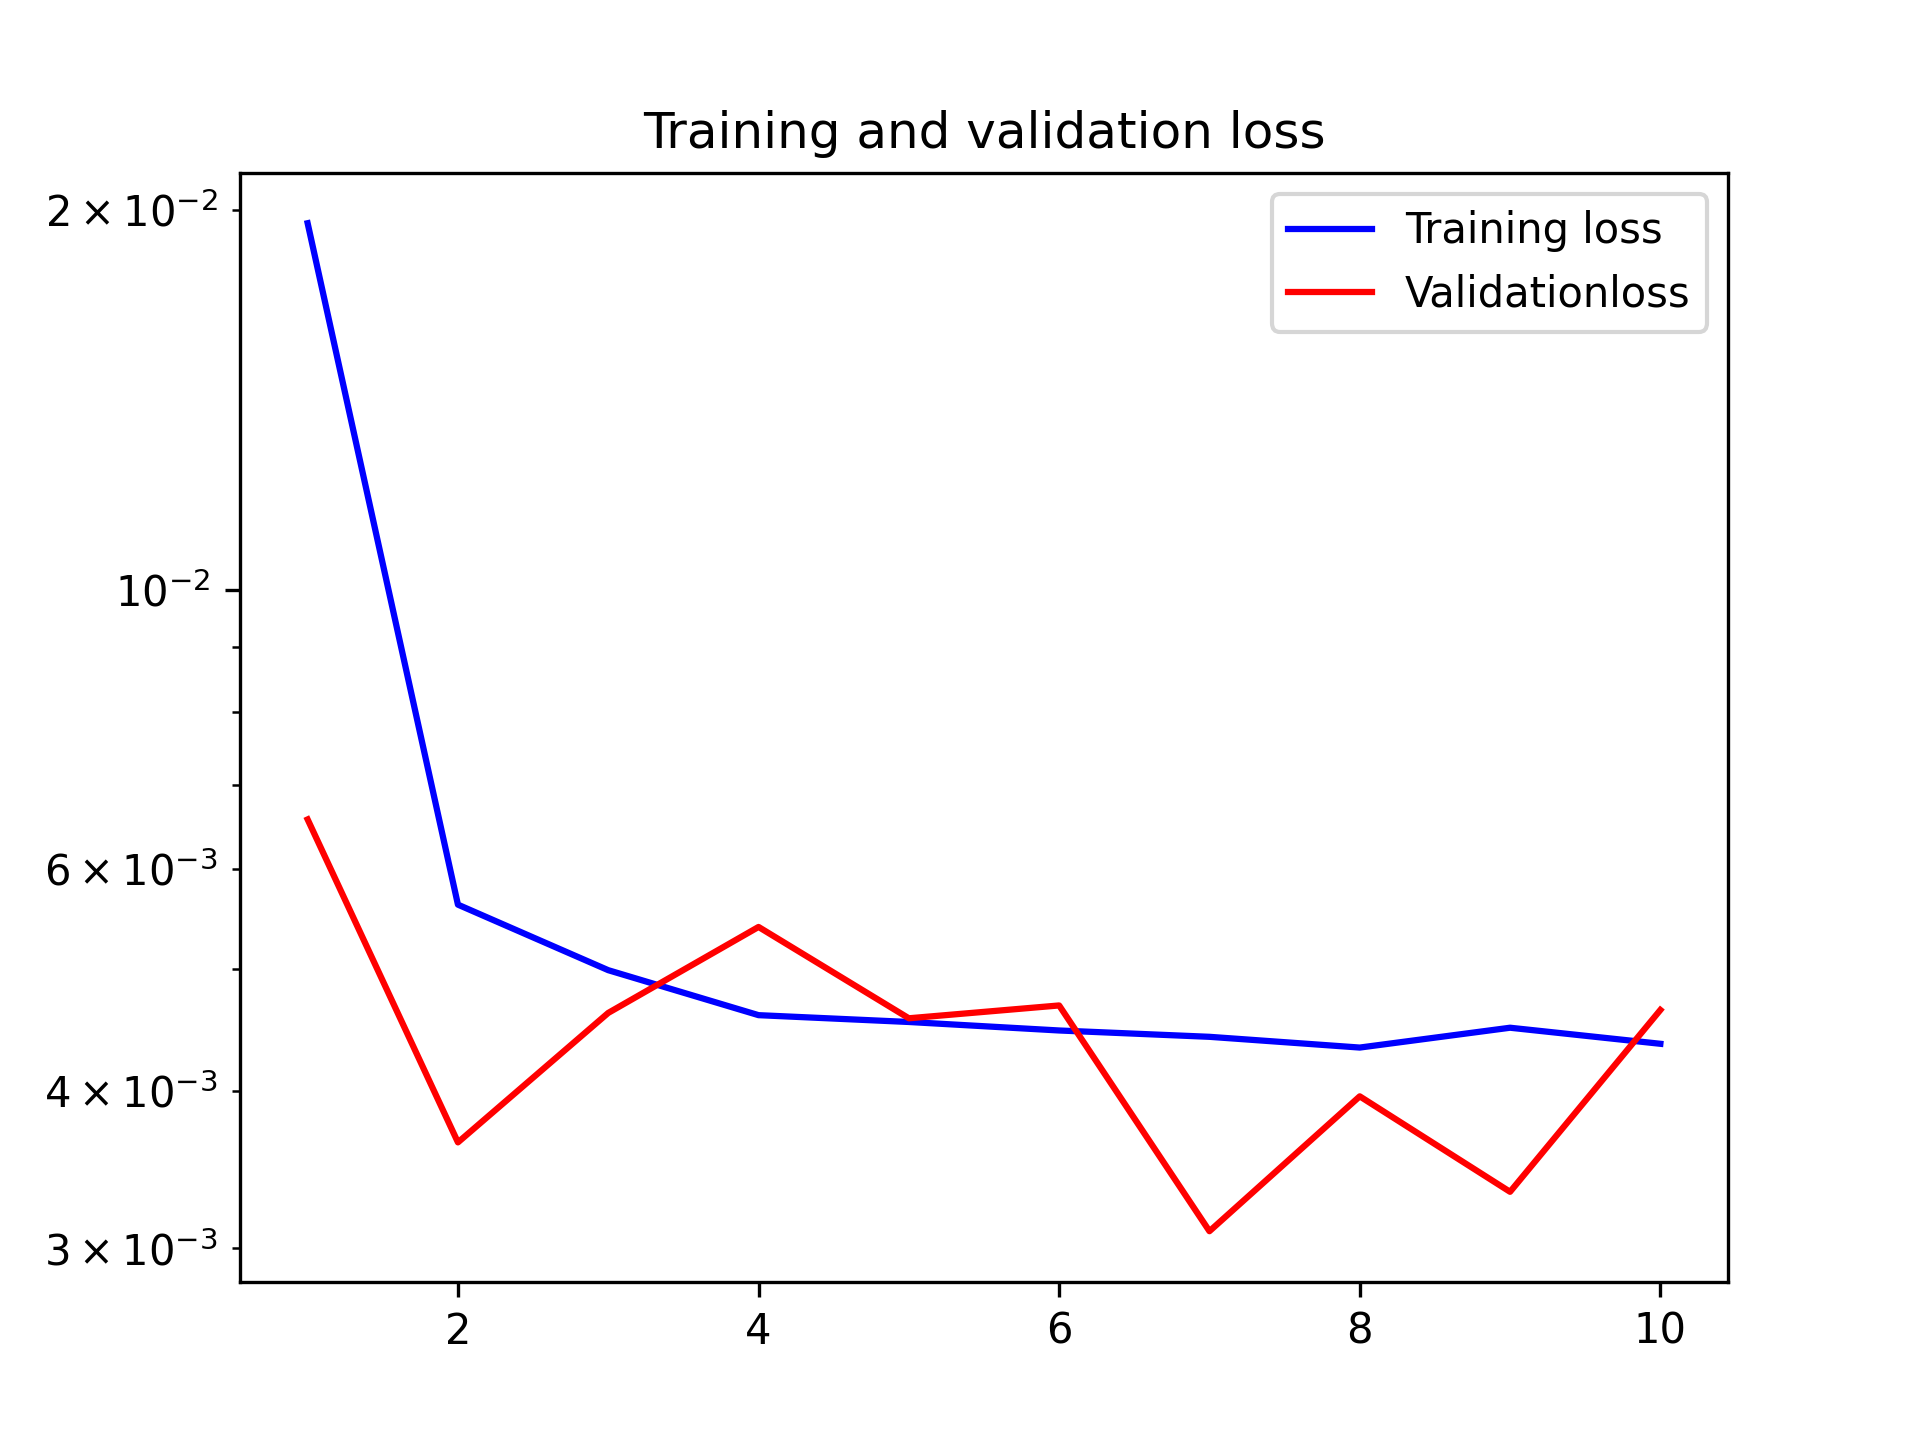 Training and validation loss
Training loss
Validationloss
2 × 10⁻²
10⁻²
6 × 10⁻³
4 × 10⁻³
3 × 10⁻³
2 4 6 8 10